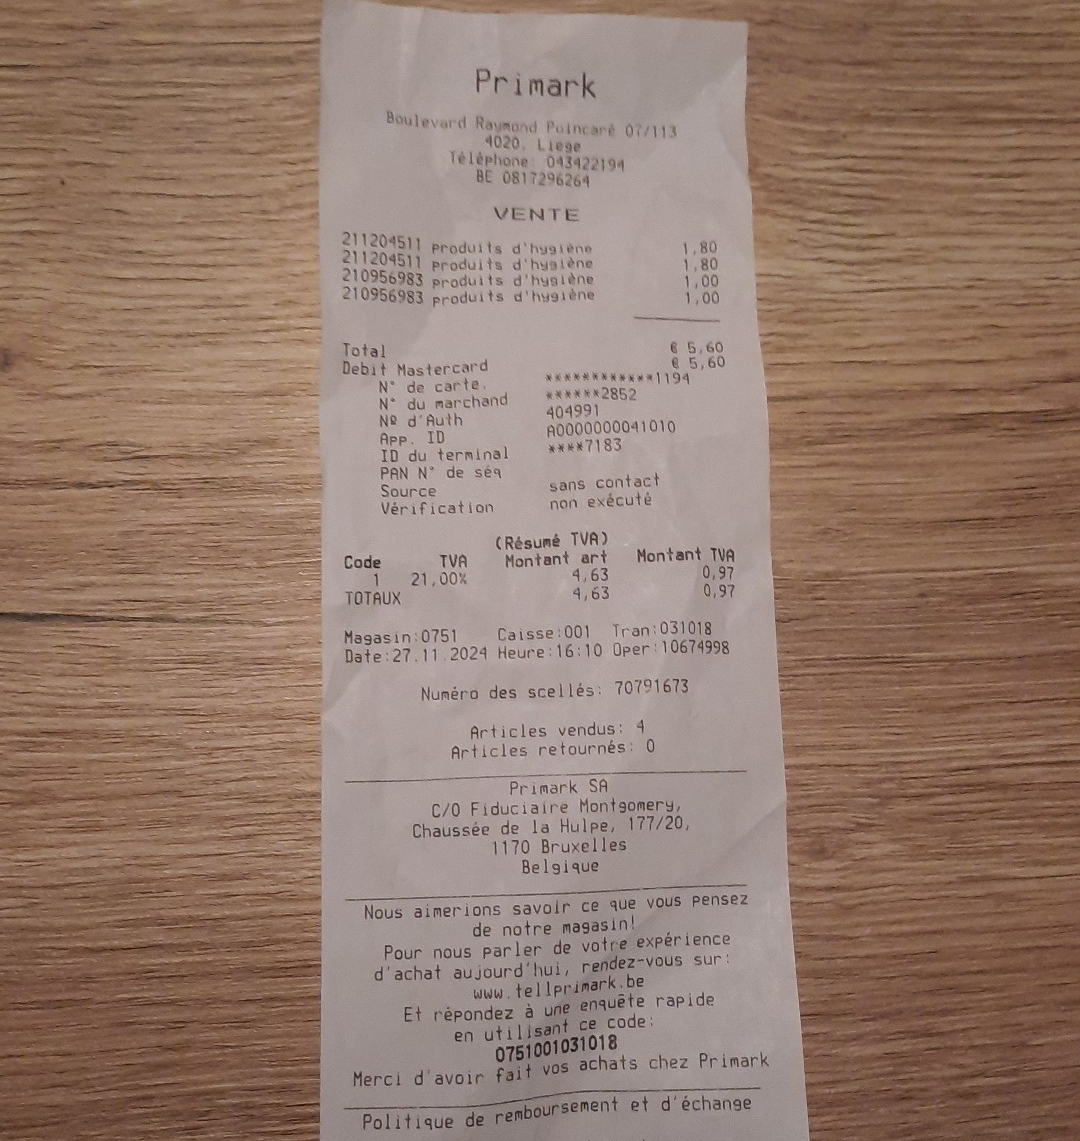 Primark
Boulevard Raymond Poincaré 07/113
4020, Liege
Téléphone: 043422194
BE 0817296264
VENTE
211204511 produits d'hygiène 1,80
211204511 produits d'hygiène 1,80
210956983 produits d'hygiène 1,00
210956983 produits d'hygiène 1,00
Total € 5,60
Debit Mastercard € 5,60
N° de carte. ************1194
N° du marchand ******2852
Nº d'Auth 404991
App. ID A0000000041010
ID du terminal ****7183
PAN N° de séq
Source sans contact
Vérification non exécuté
(Résumé TVA)
Code TVA Montant art Montant TVA
1 21,00% 4,63 0,97
TOTAUX 4,63 0,97
Magasin:0751 Caisse:001 Tran:031018
Date:27.11.2024 Heure:16:10 Oper:10674998
Numéro des scellés: 70791673
Articles vendus: 4
Articles retournés: 0
Primark SA
C/O Fiduciaire Montgomery,
Chaussée de la Hulpe, 177/20,
1170 Bruxelles
Belgique
Nous aimerions savoir ce que vous pensez
de notre magasin!
Pour nous parler de votre expérience
d'achat aujourd'hui, rendez-vous sur:
www.tellprimark.be
Et répondez à une enquête rapide
en utilisant ce code:
0751001031018
Merci d'avoir fait vos achats chez Primark
Politique de remboursement et d'échange